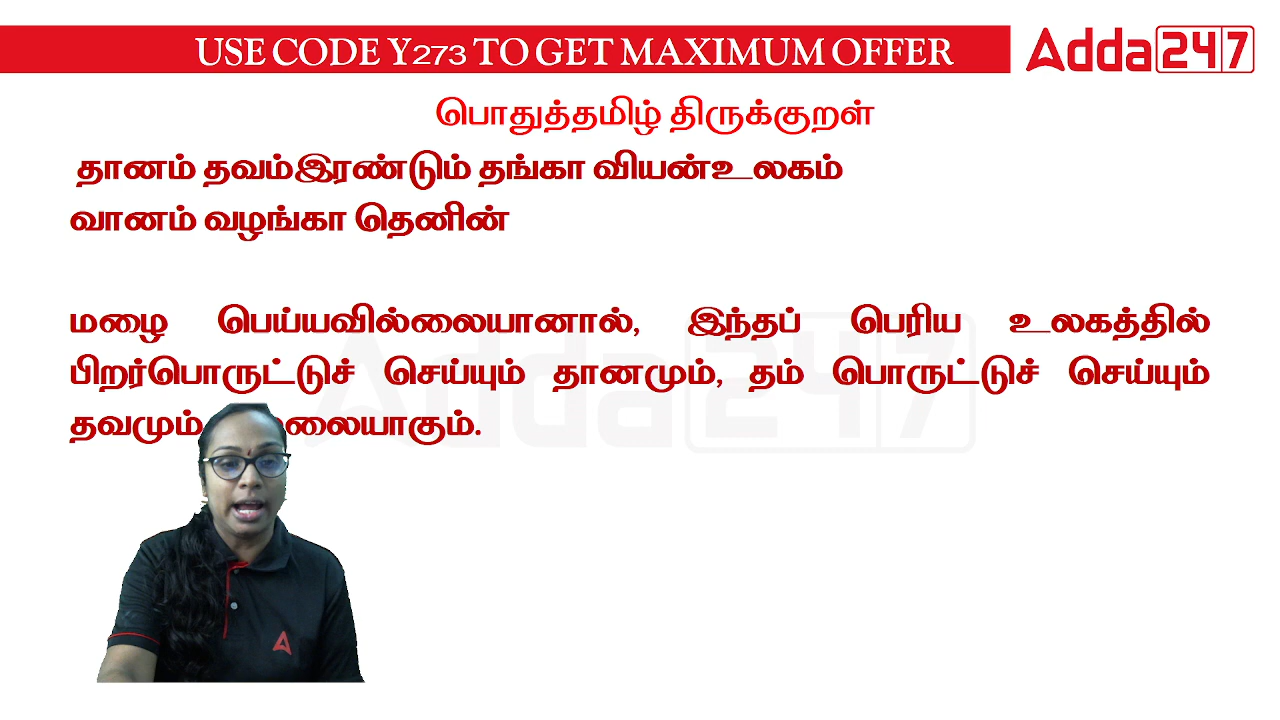 USE CODE Y273 TO GET MAXIMUM OFFER
Adda247
பொதுத்தமிழ் திருக்குறள்
தானம் தவம்இரண்டும் தங்கா வியன்உலகம்
வானம் வழங்கா தெனின்
மழை பெய்யவில்லையானால், இந்தப் பெரிய உலகத்தில்
பிறர்பொருட்டுச் செய்யும் தானமும், தம் பொருட்டுச் செய்யும்
தவமும்